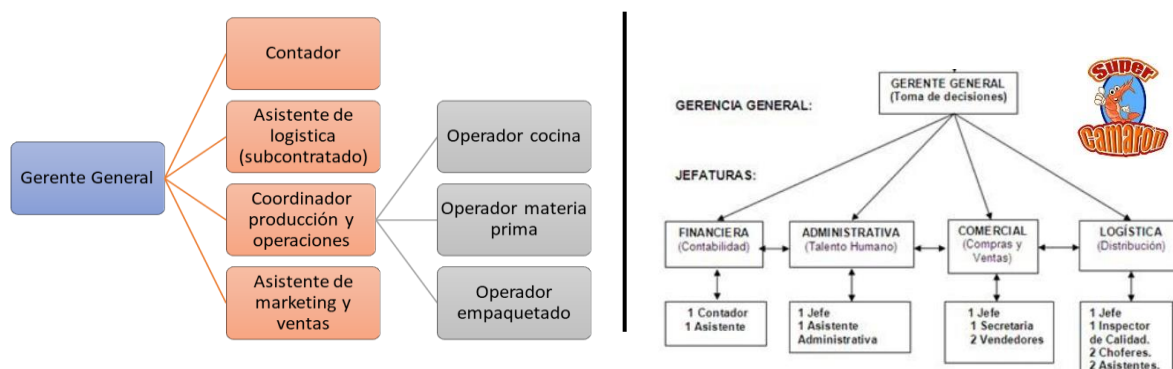 Gerente General
Contador
Asistente de
logistica
(subcontratado)
Coordinador
producción y
operaciones
Asistente de
marketing y
ventas
Operador cocina
Operador materia
prima
Operador
empaquetado
GERENTE GENERAL
(Toma de decisiones)
Super
Camarón
GERENCIA GENERAL:
JEFATURAS:
FINANCIERA
(Contabilidad)
ADMINISTRATIVA
(Talento Humano)
COMERCIAL
(Compras y
Ventas)
LOGÍSTICA
(Distribución)
1 Contador
1 Asistente
1 Jefe
1 Asistente
Administrativa
1 Jefe
1 Secretaria
2 Vendedores
1 Jefe
1 Inspector
de Calidad.
2 Choferes.
2 Asistentes.